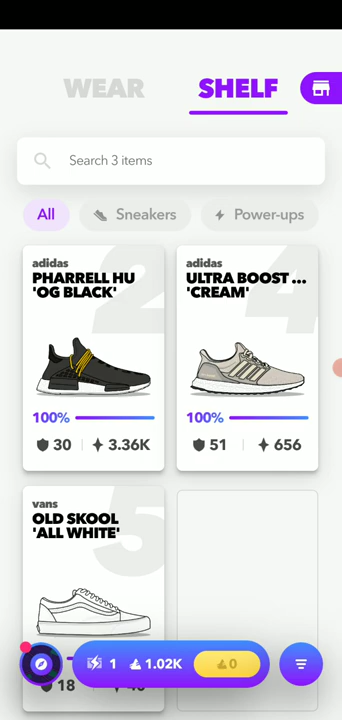 WEAR
SHELF
Search 3 items
All
Sneakers
Power-ups
2
adidas
PHARRELL HU
'OG BLACK'
100%
30
3.36K
4
adidas
ULTRA BOOST ...
'CREAM'
100%
51
656
5
vans
OLD SKOOL
'ALL WHITE'
1
1.02K
0
18